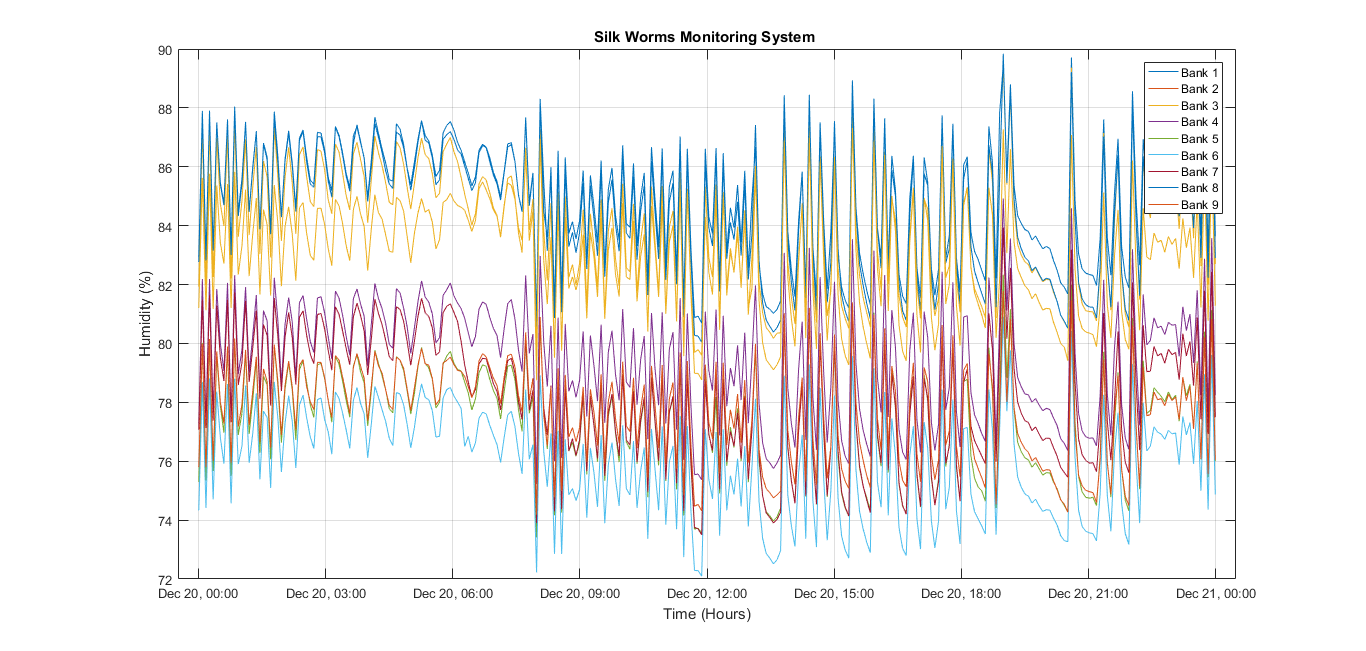 Silk Worms Monitoring System
90
88
86
84
82
80
78
76
74
72
Humidity (%)
Bank 1
Bank 2
Bank 3
Bank 4
Bank 5
Bank 6
Bank 7
Bank 8
Bank 9
Dec 20, 00:00 Dec 20, 03:00 Dec 20, 06:00 Dec 20, 09:00 Dec 20, 12:00 Dec 20, 15:00 Dec 20, 18:00 Dec 20, 21:00 Dec 21, 00:00
Time (Hours)